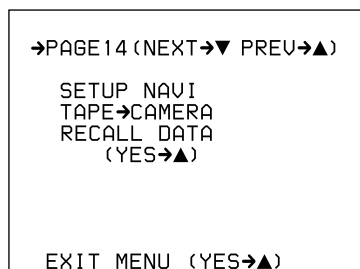 ➔PAGE14(NEXT➔▼ PREV➔▲)
SETUP NAVI
TAPE➔CAMERA
RECALL DATA
(YES➔▲)
EXIT MENU (YES➔▲)